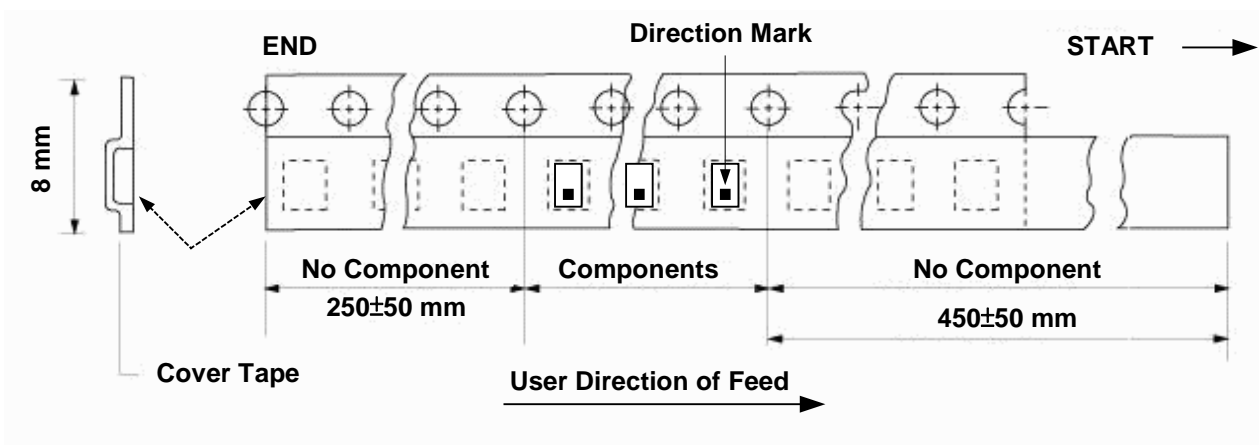 Direction Mark
END
START
8 mm
No Component
Components
No Component
250±50 mm
450±50 mm
Cover Tape
User Direction of Feed